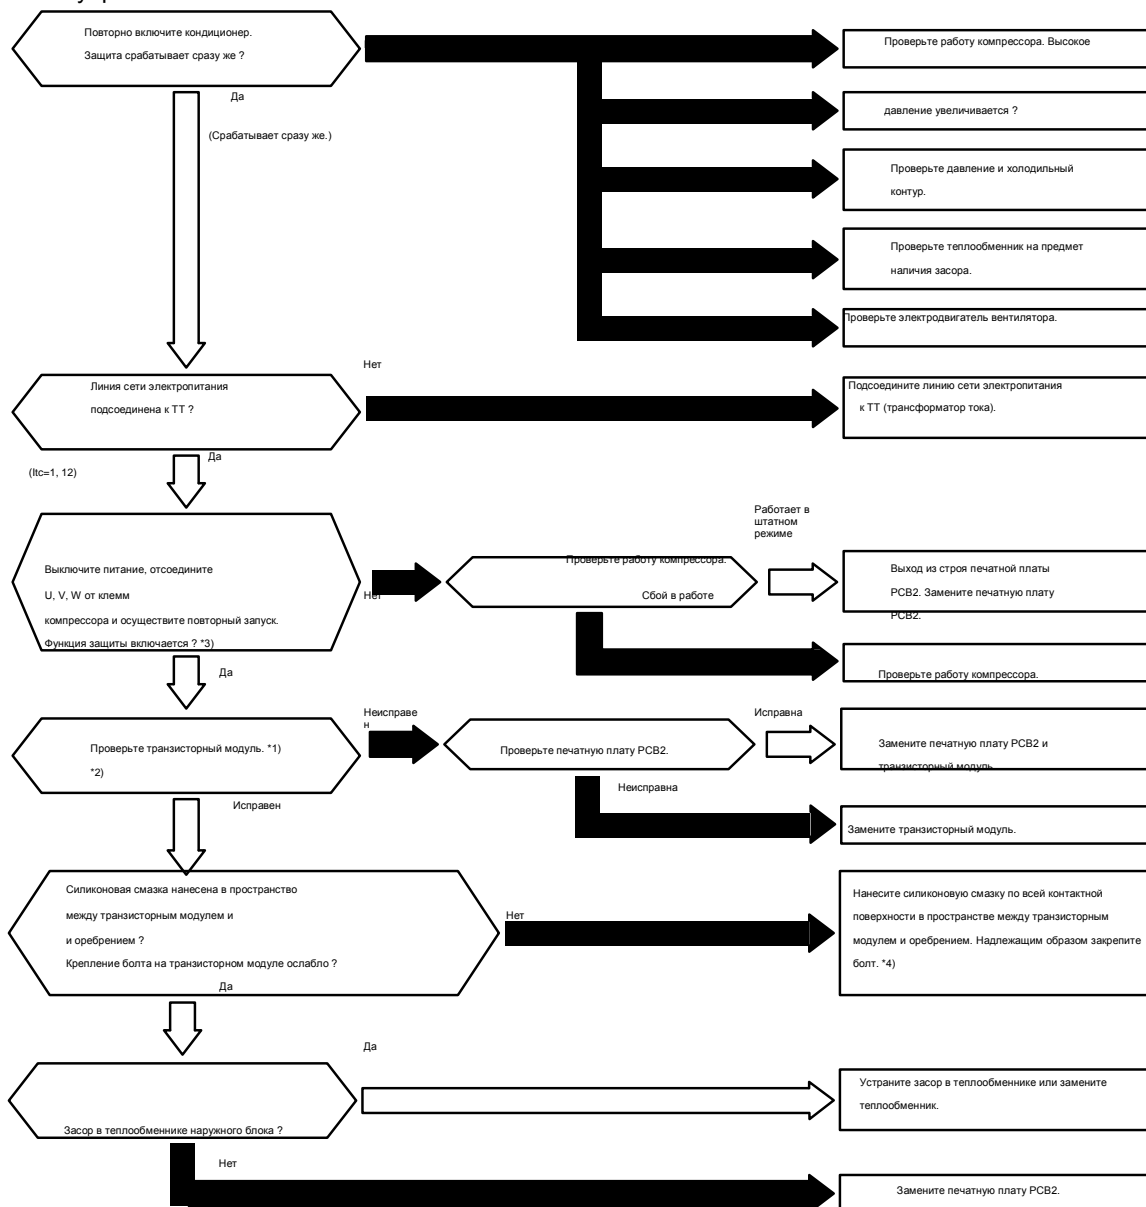 Повторно включите кондиционер.
Защита срабатывает сразу же ?
Проверьте работу компрессора. Высокое
Да
(Срабатывает сразу же.)
давление увеличивается ?
Проверьте давление и холодильный
контур.
Проверьте теплообменник на предмет
наличия засора.
Проверьте электродвигатель вентилятора.
Нет
Линия сети электропитания
подсоединена к ТТ ?
Подсоедините линию сети электропитания
к ТТ (трансформатор тока).
Да
(Itc=1, 12)
Выключите питание, отсоедините
U, V, W от клемм
компрессора и осуществите повторный запуск.
Функция защиты включается ? *3)
Нет
Проверьте работу компрессора.
Сбой в работе
Работает в
штатном
режиме
Выход из строя печатной платы
PCB2. Замените печатную плату
PCB2.
Проверьте работу компрессора.
Да
Проверьте транзисторный модуль. *1)
*2)
Неисправе
н
Проверьте печатную плату PCB2.
Исправна
Замените печатную плату PCB2 и
транзисторный модуль
Неисправна
Замените транзисторный модуль.
Исправен
Силиконовая смазка нанесена в пространство
между транзисторным модулем и
и оребрением ?
Крепление болта на транзисторном модуле ослабло ?
Нет
Нанесите силиконовую смазку по всей контактной
поверхности в пространстве между транзисторным
модулем и оребрением. Надлежащим образом закрепите
болт. *4)
Да
Да
Засор в теплообменнике наружного блока ?
Устраните засор в теплообменнике или замените
теплообменник.
Нет
Замените печатную плату PCB2.